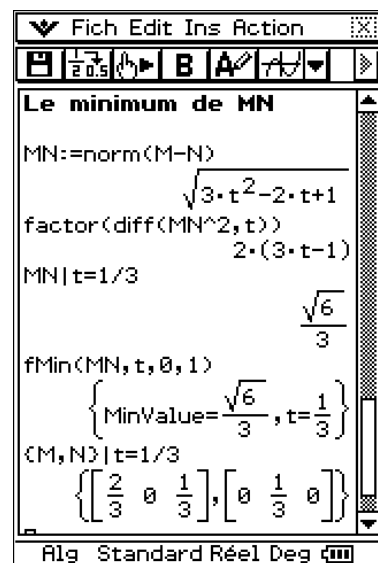 Fich Edit Ins Action
B
Le minimum de MN
MN:=norm(M-N)
√3·t²-2·t+1
factor(diff(MN^2,t))
2·(3·t-1)
MN|t=1/3
√6/3
fMin(MN,t,0,1)
{MinValue=√6/3,t=1/3}
{M,N}|t=1/3
{[2/3 0 1/3],[0 1/3 0]}
Alg Standard Réel Deg